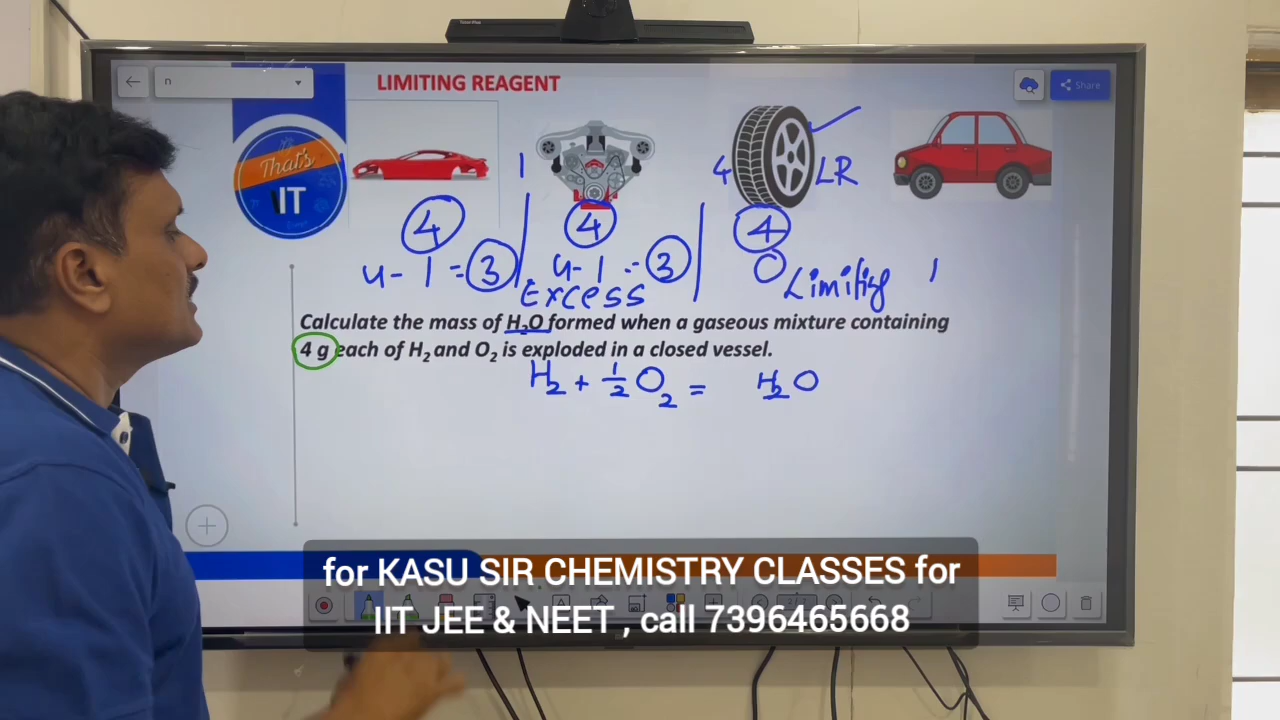 n
LIMITING REAGENT
Share
That's
IT
1
4
LR
4
4
4
4 - 1 = 3
4 - 1 = 3
0
Limiting
1
Excess
Calculate the mass of H₂O formed when a gaseous mixture containing
4 g each of H₂ and O₂ is exploded in a closed vessel.
H₂ + 1/2 O₂ = H₂O
for KASU SIR CHEMISTRY CLASSES for
IIT JEE & NEET , call 7396465668